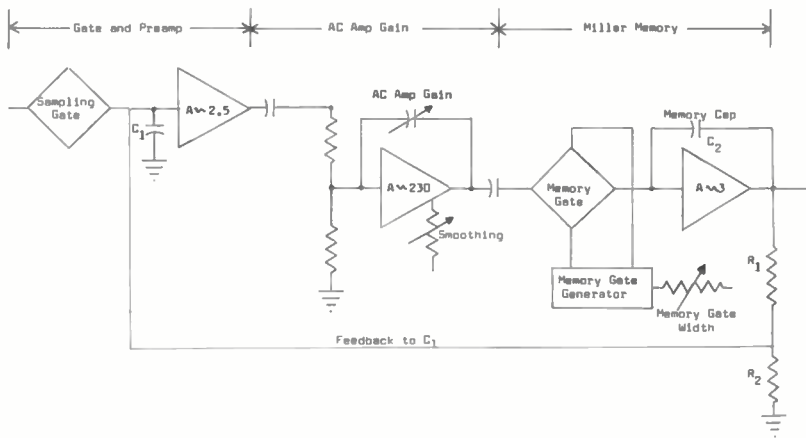 Gate and Preamp
AC Amp Gain
Miller Memory
Sampling
Gate
C1
A~2.5
AC Amp Gain
A~230
Smoothing
Memory
Gate
Memory Cap
C2
A~3
Memory Gate
Generator
Memory Gate
Width
R1
Feedback to C1
R2